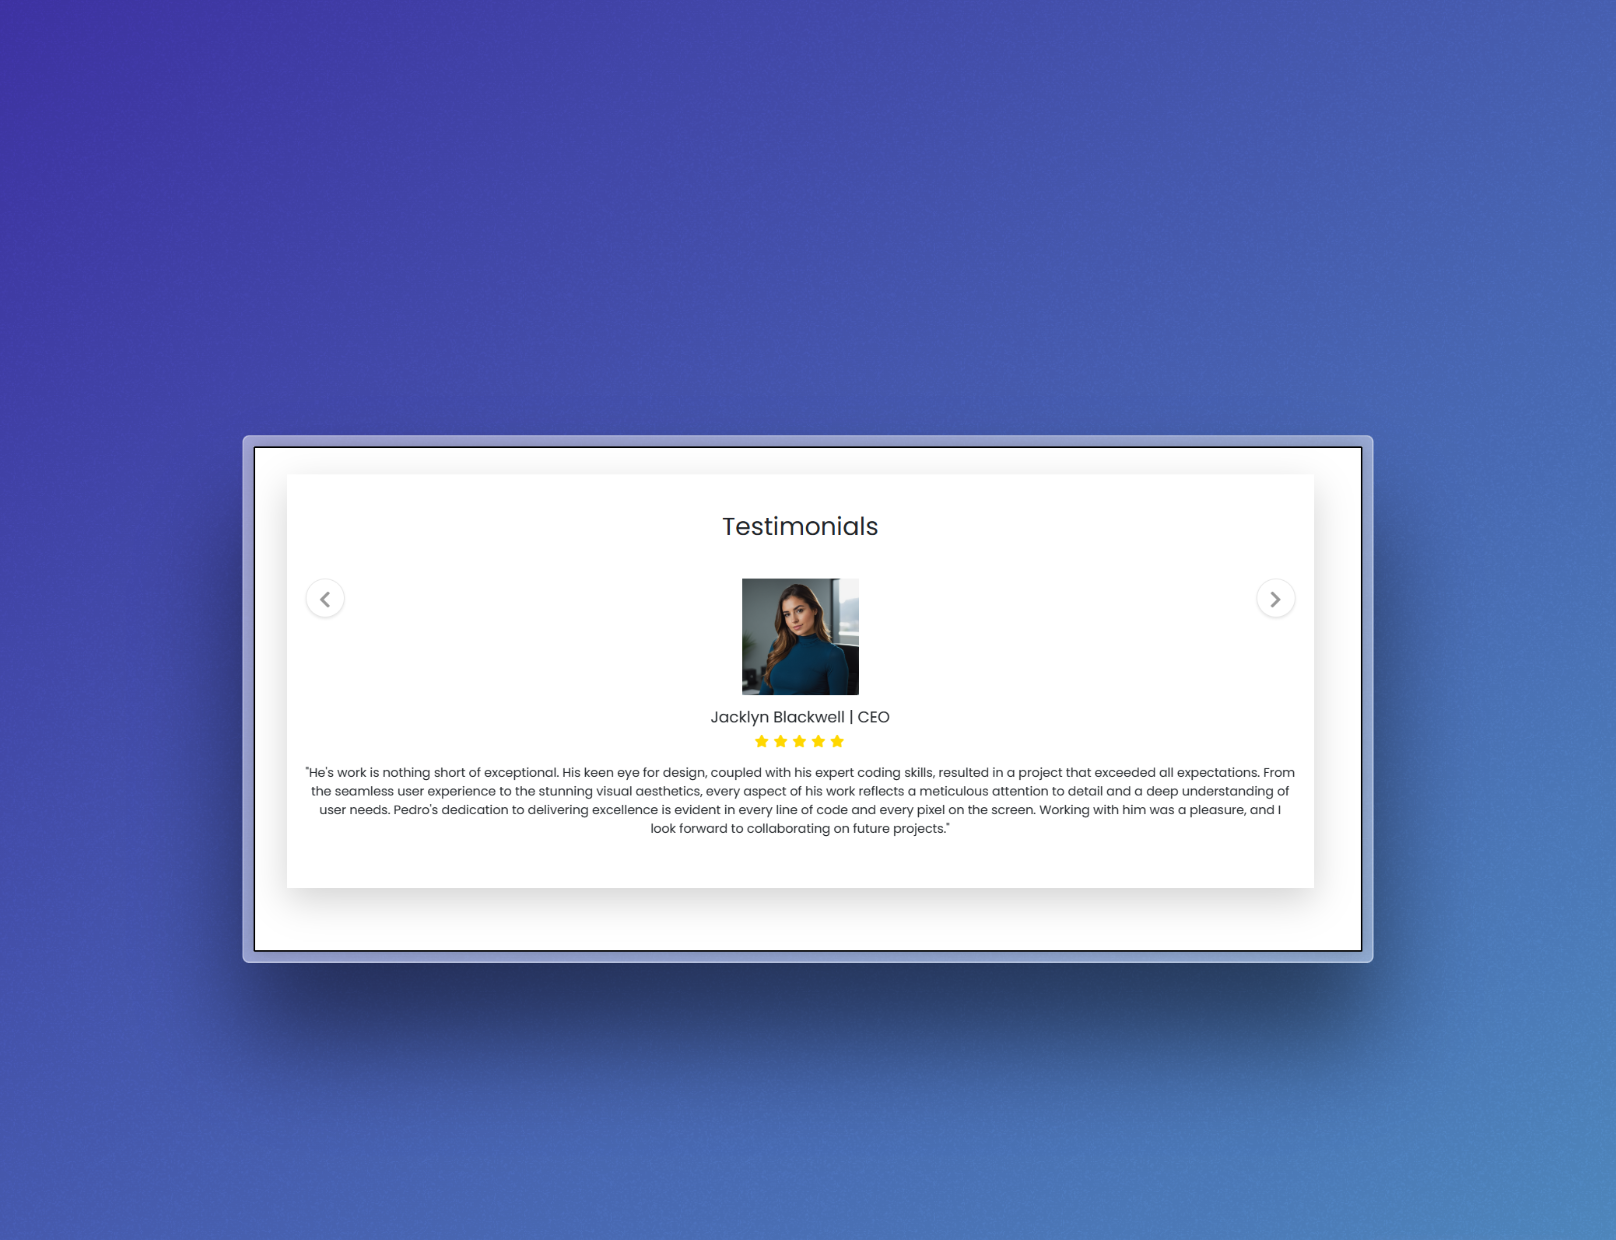 Testimonials
Jacklyn Blackwell | CEO
"He's work is nothing short of exceptional. His keen eye for design, coupled with his expert coding skills, resulted in a project that exceeded all expectations. From
the seamless user experience to the stunning visual aesthetics, every aspect of his work reflects a meticulous attention to detail and a deep understanding of
user needs. Pedro's dedication to delivering excellence is evident in every line of code and every pixel on the screen. Working with him was a pleasure, and I
look forward to collaborating on future projects."